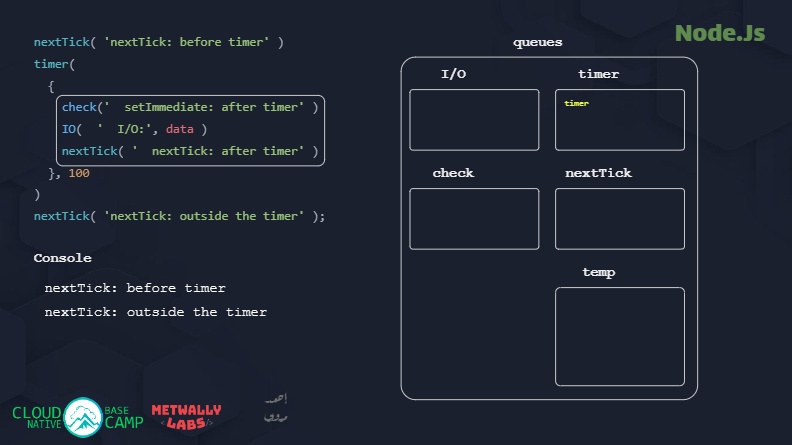 Node.Js
nextTick( 'nextTick: before timer' )
timer(
{
check('  setImmediate: after timer' )
IO(  '  I/O:', data )
nextTick( '  nextTick: after timer' )
}, 100
)
nextTick( 'nextTick: outside the timer' );
Console
nextTick: before timer
nextTick: outside the timer
queues
I/O
timer
timer
check
nextTick
temp
CLOUD NATIVE
BASE CAMP
METWALLY
<LABS/>
أحمد